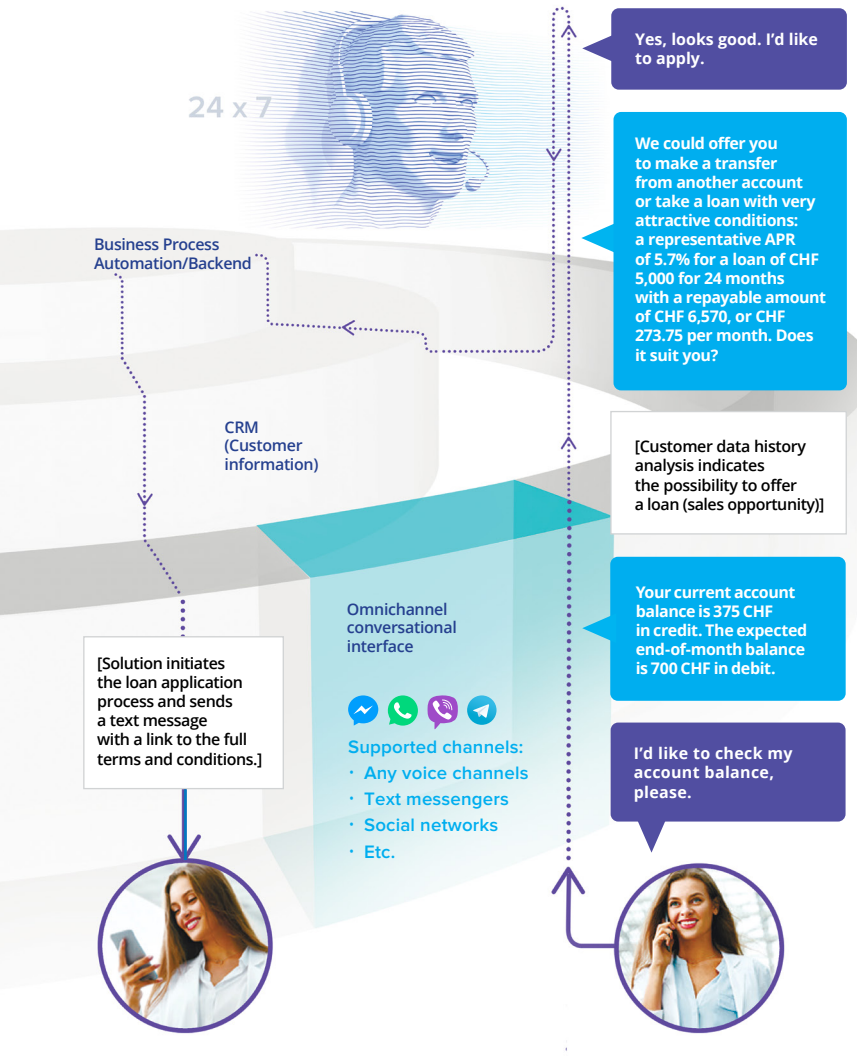 24 x 7
Yes, looks good. I’d like
to apply.
We could offer you
to make a transfer
from another account
or take a loan with very
attractive conditions:
a representative APR
of 5.7% for a loan of CHF
5,000 for 24 months
with a repayable amount
of CHF 6,570, or CHF
273.75 per month. Does
it suit you?
Business Process
Automation/Backend
CRM
(Customer
information)
[Customer data history
analysis indicates
the possibility to offer
a loan (sales opportunity)]
Omnichannel
conversational
interface
Your current account
balance is 375 CHF
in credit. The expected
end-of-month balance
is 700 CHF in debit.
[Solution initiates
the loan application
process and sends
a text message
with a link to the full
terms and conditions.]
Supported channels:
· Any voice channels
· Text messengers
· Social networks
· Etc.
I’d like to check my
account balance,
please.